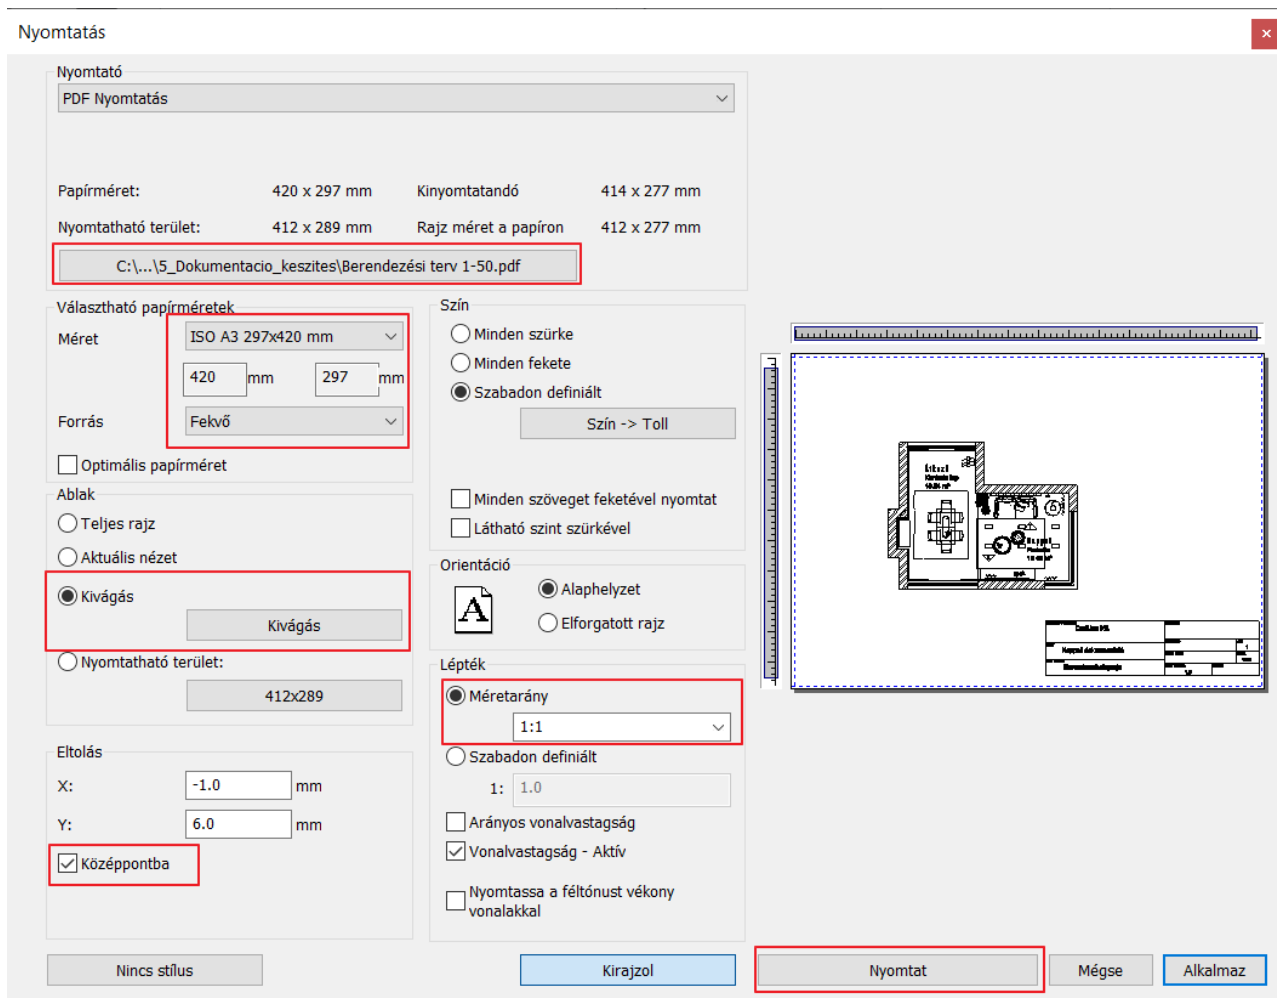 Nyomtatás
Nyomtató
PDF Nyomtatás
Papírméret: 420 x 297 mm Kinyomtatandó 414 x 277 mm
Nyomtatható terület: 412 x 289 mm Rajz méret a papíron 412 x 277 mm
C:\...\5_Dokumentacio_keszites\Berendezési terv 1-50.pdf
Választható papírméretek
Méret ISO A3 297x420 mm
420 mm 297 mm
Forrás Fekvő
Optimális papírméret
Ablak
Teljes rajz
Aktuális nézet
Kivágás
Kivágás
Nyomtatható terület:
412x289
Eltolás
X: -1.0 mm
Y: 6.0 mm
Középpontba
Szín
Minden szürke
Minden fekete
Szabadon definiált
Szín -> Toll
Minden szöveget feketével nyomtat
Látható szint szürkével
Orientáció
A
Alaphelyzet
Elforgatott rajz
Lépték
Méretarány
1:1
Szabadon definiált
1: 1.0
Arányos vonalvastagság
Vonalvastagság - Aktív
Nyomtassa a féltónust vékony
vonalakkal
Nincs stílus Kirajzol Nyomtat Mégse Alkalmaz